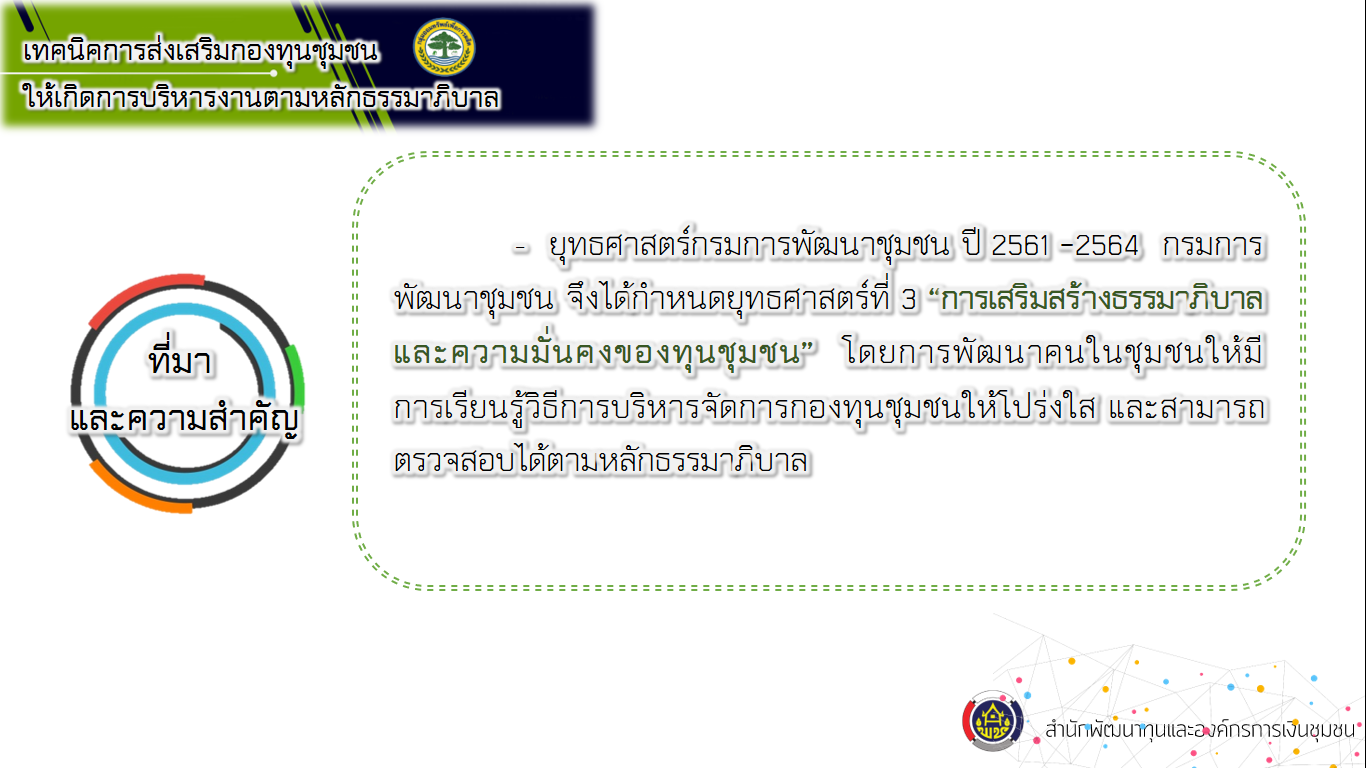 เทคนิคการส่งเสริมกองทุนชุมชน
ให้เกิดการบริหารงานตามหลักธรรมาภิบาล
ที่มา
และความสำคัญ
- ยุทธศาสตร์กรมการพัฒนาชุมชน ปี 2561 -2564 กรมการ
พัฒนาชุมชน จึงได้กำหนดยุทธศาสตร์ที่ 3 “การเสริมสร้างธรรมาภิบาล
และความมั่นคงของทุนชุมชน” โดยการพัฒนาคนในชุมชนให้มี
การเรียนรู้วิธีการบริหารจัดการกองทุนชุมชนให้โปร่งใส และสามารถ
ตรวจสอบได้ตามหลักธรรมาภิบาล
สำนักพัฒนาทุนและองค์กรการเงินชุมชน